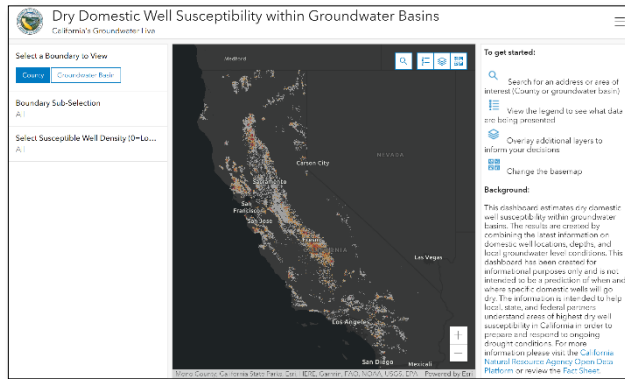 Dry Domestic Well Susceptibility within Groundwater Basins
California's Groundwater Live
Select a Boundary to View
County
Groundwater Basin
Boundary Sub-Selection
All
Select Susceptible Well Density (0=Lo...
All
Medford
Carson City
NEVADA
Sacramento
San Francisco
San Jose
Fresno
CALIFORNIA
Las Vegas
Los Angeles
San Diego
Mexicali
Mono County, California State Parks, Esri, HERE, Garmin, FAO, NOAA, USGS, EPA
Powered by Esri
To get started:
Search for an address or area of
interest (County or groundwater basin)
View the legend to see what data
are being presented
Overlay additional layers to
inform your decisions
Change the basemap
Background:
This dashboard estimates dry domestic
well susceptibility within groundwater
basins. The results are created by
combining the latest information on
domestic well locations, depths, and
local groundwater level conditions. This
dashboard has been created for
informational purposes only and is not
intended to be a prediction of when and
where specific domestic wells will go
dry. The information is intended to help
local, state, and federal partners
understand areas of highest dry well
susceptibility in California in order to
prepare and respond to ongoing
drought conditions. For more
information please visit the California
Natural Resource Agency Open Data
Platform or review the Fact Sheet.